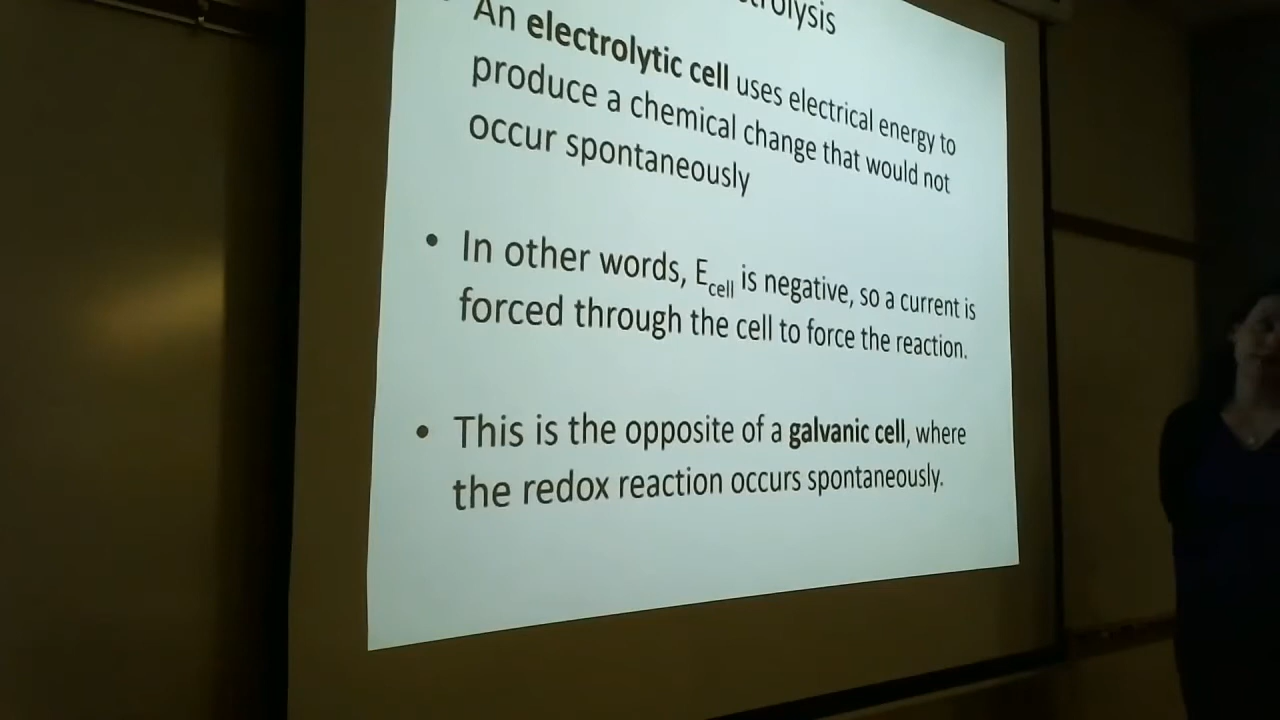 An electrolytic cell uses electrical energy to
produce a chemical change that would not
occur spontaneously
• In other words, Ecell is negative, so a current is
forced through the cell to force the reaction.
• This is the opposite of a galvanic cell, where
the redox reaction occurs spontaneously.